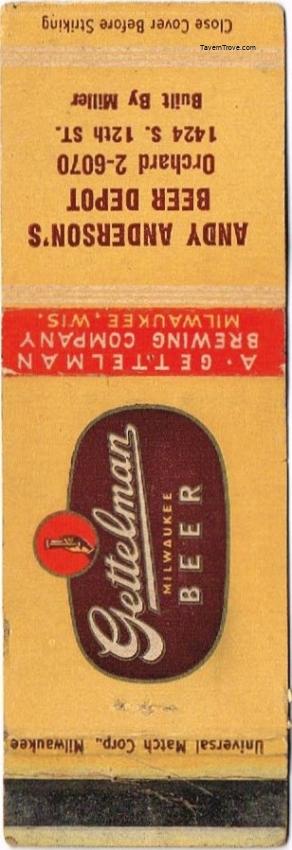 TavernTrove.com
Close Cover Before Striking
ANDY ANDERSON'S
BEER DEPOT
Orchard 2-6070
1424 S. 12th ST.
Built By Miller
A. GETTELMAN
BREWING COMPANY
MILWAUKEE, WIS.
Gettelman
MILWAUKEE
BEER
Universal Match Corp., Milwaukee